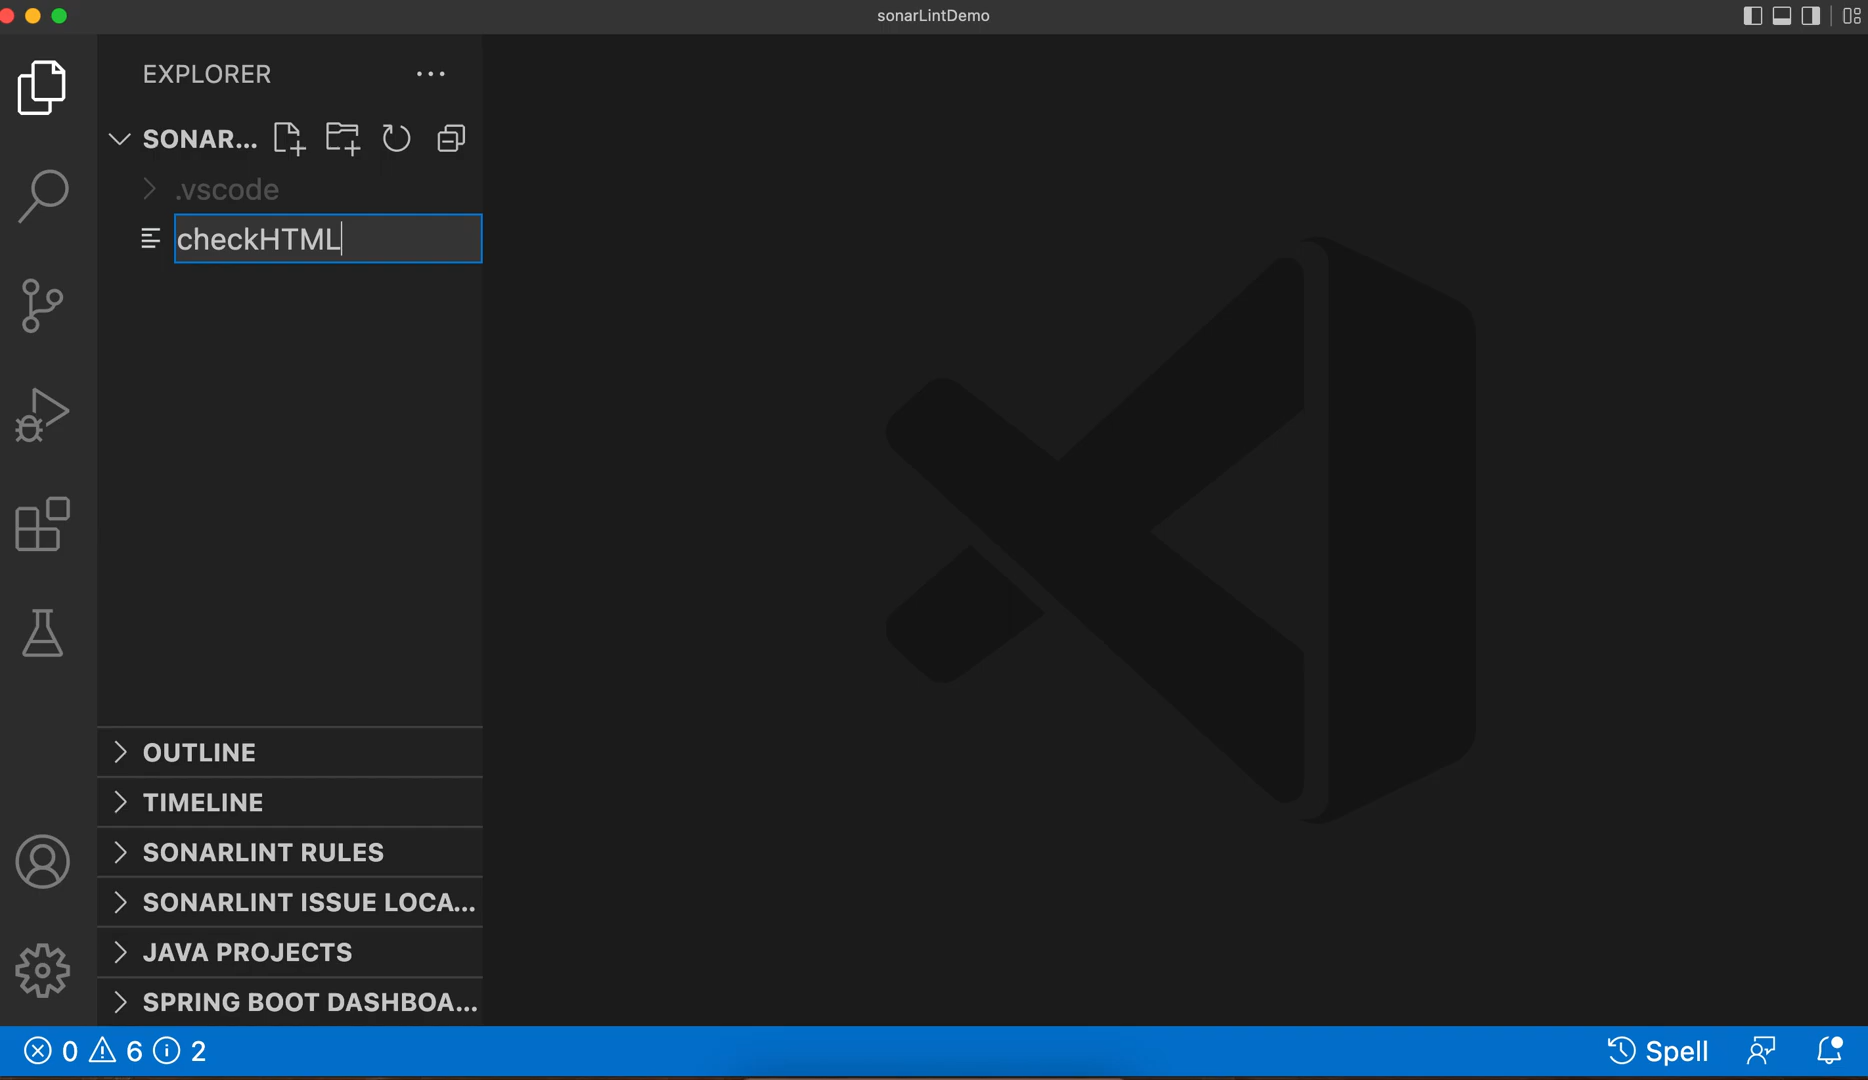 sonarLintDemo
EXPLORER
SONAR...
.vscode
checkHTML
OUTLINE
TIMELINE
SONARLINT RULES
SONARLINT ISSUE LOCA...
JAVA PROJECTS
SPRING BOOT DASHBOA...
0 6 2 Spell